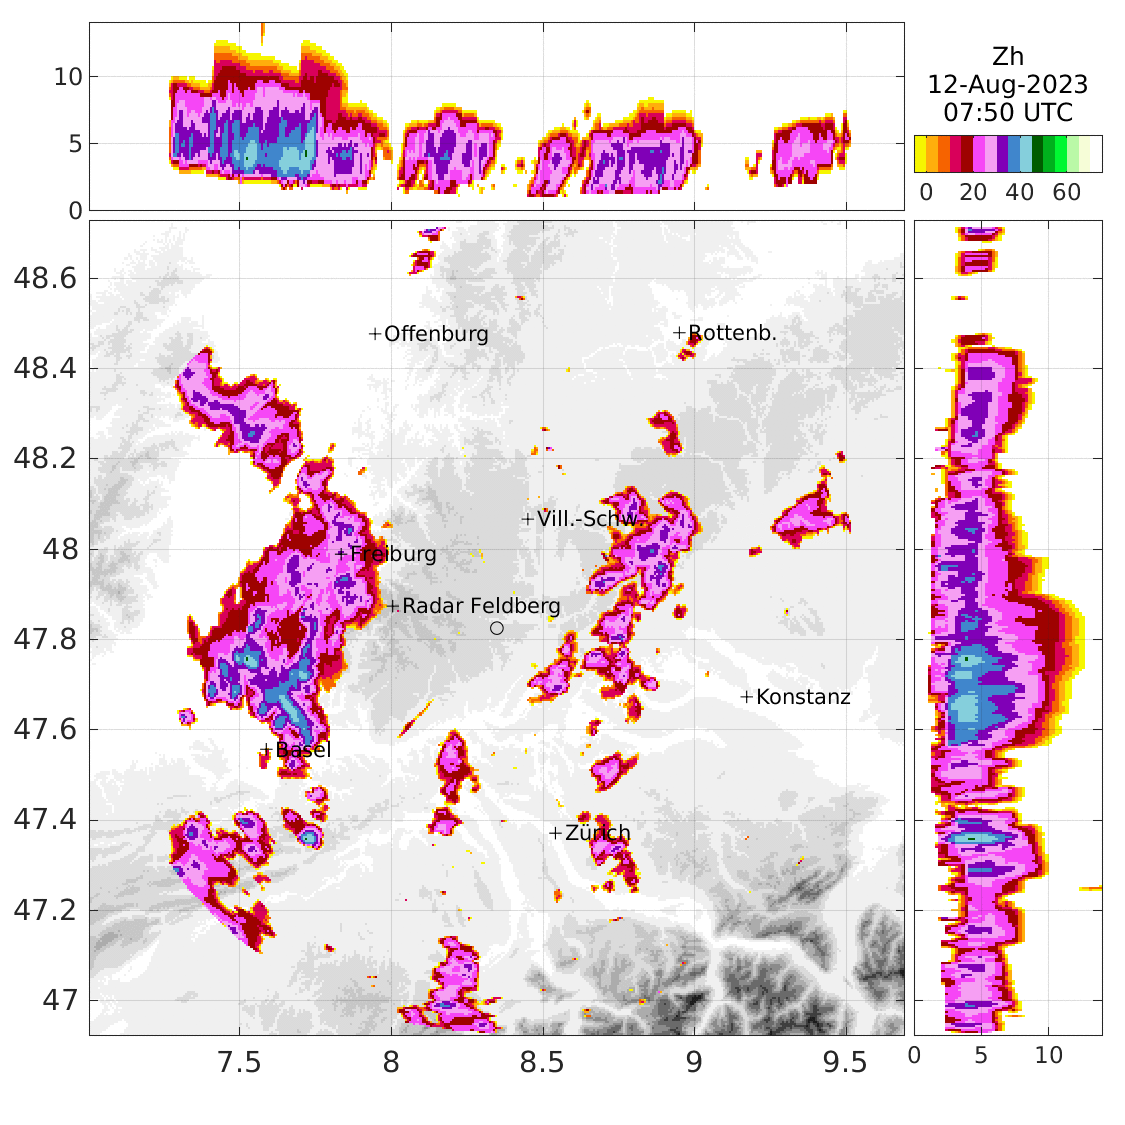 10
5
0
Zh
12-Aug-2023
07:50 UTC
0 20 40 60
48.6
48.4
48.2
48
47.8
47.6
47.4
47.2
47
+Offenburg
+Rottenb.
+Vill.-Schw.
+Freiburg
+Radar Feldberg
+Konstanz
+Basel
+Zürich
7.5 8 8.5 9 9.5
0 5 10